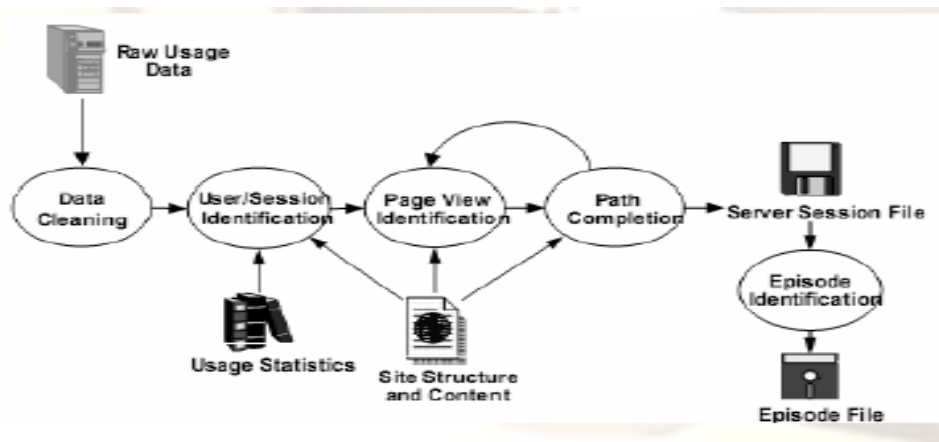 Raw Usage
Data
Data
Cleaning
User/Session
Identification
Page View
Identification
Path
Completion
Server Session File
Usage Statistics
Site Structure
and Content
Episode
Identification
Episode File